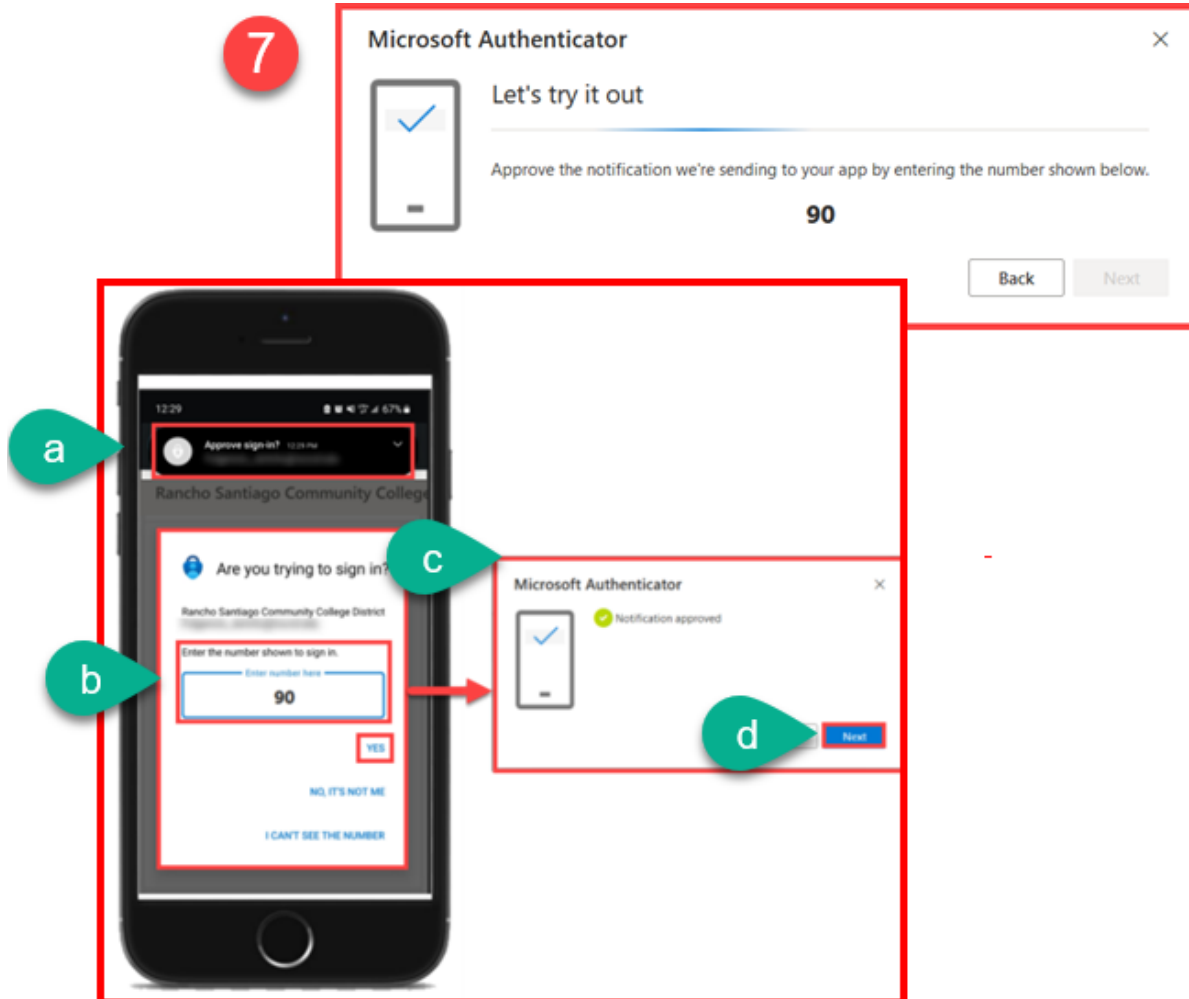 7
Microsoft Authenticator
Let's try it out
Approve the notification we're sending to your app by entering the number shown below.
90
Back
Next
12:29
67%
a
Approve sign-in? 12:29 PM
Rancho Santiago Community College
Are you trying to sign in?
Rancho Santiago Community College District
b
Enter the number shown to sign in.
Enter number here
90
YES
NO, IT'S NOT ME
I CAN'T SEE THE NUMBER
c
Microsoft Authenticator
Notification approved
d
Next